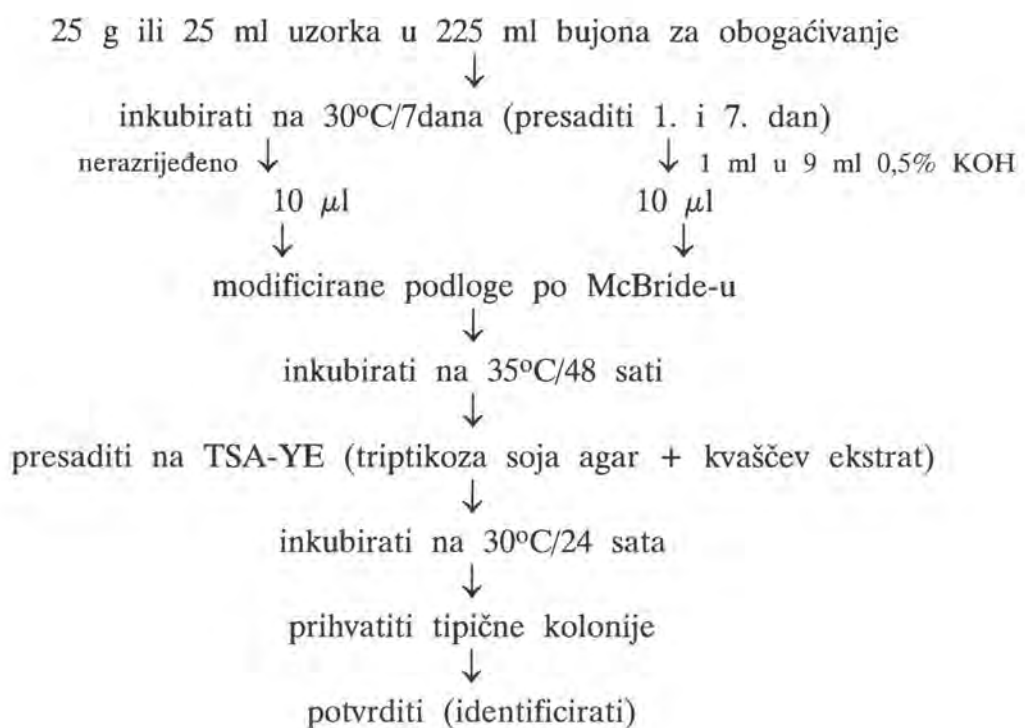 25 g ili 25 ml uzorka u 225 ml bujona za obogaćivanje
↓
inkubirati na 30°C/7dana (presaditi 1. i 7. dan)
nerazrijeđeno ↓ ↓ 1 ml u 9 ml 0,5% KOH
10 μl 10 μl
↓ ↓
modificirane podloge po McBride-u
↓
inkubirati na 35°C/48 sati
↓
presaditi na TSA-YE (triptikoza soja agar + kvaščev ekstrat)
↓
inkubirati na 30°C/24 sata
↓
prihvatiti tipične kolonije
↓
potvrditi (identificirati)